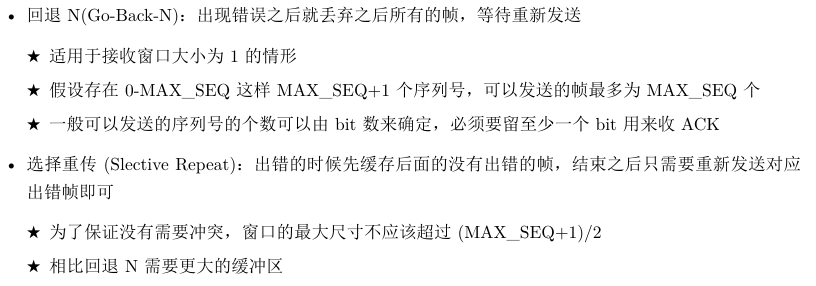 • 回退 N(Go-Back-N)：出现错误之后就丢弃之后所有的帧，等待重新发送
★ 适用于接收窗口大小为 1 的情形
★ 假设存在 0-MAX_SEQ 这样 MAX_SEQ+1 个序列号，可以发送的帧最多为 MAX_SEQ 个
★ 一般可以发送的序列号的个数可以由 bit 数来确定，必须要留至少一个 bit 用来收 ACK
• 选择重传 (Slective Repeat)：出错的时候先缓存后面的没有出错的帧，结束之后只需要重新发送对应
出错帧即可
★ 为了保证没有需要冲突，窗口的最大尺寸不应该超过 (MAX_SEQ+1)/2
★ 相比回退 N 需要更大的缓冲区